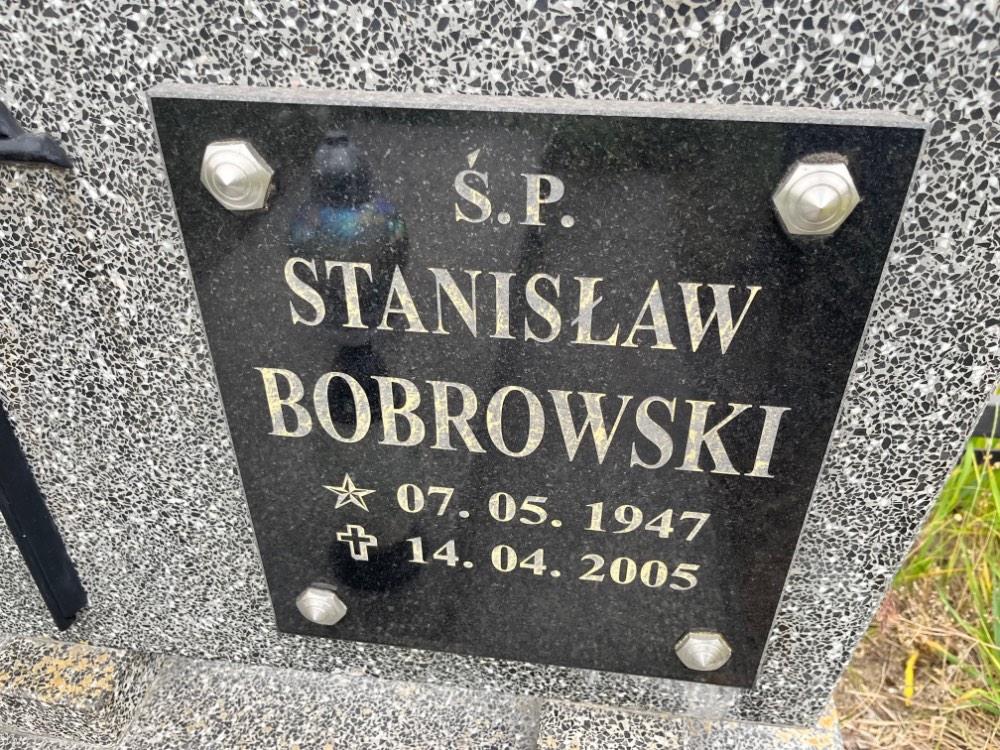 Ś.P.
STANISŁAW
BOBROWSKI
07. 05. 1947
14. 04. 2005